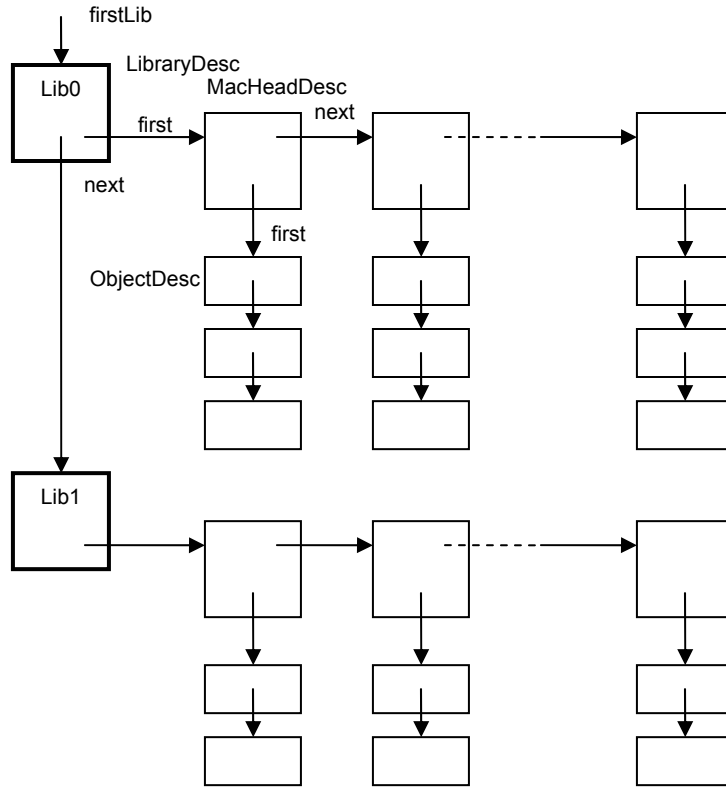 firstLib
LibraryDesc
Lib0
MacHeadDesc
next
first
next
first
ObjectDesc
Lib1